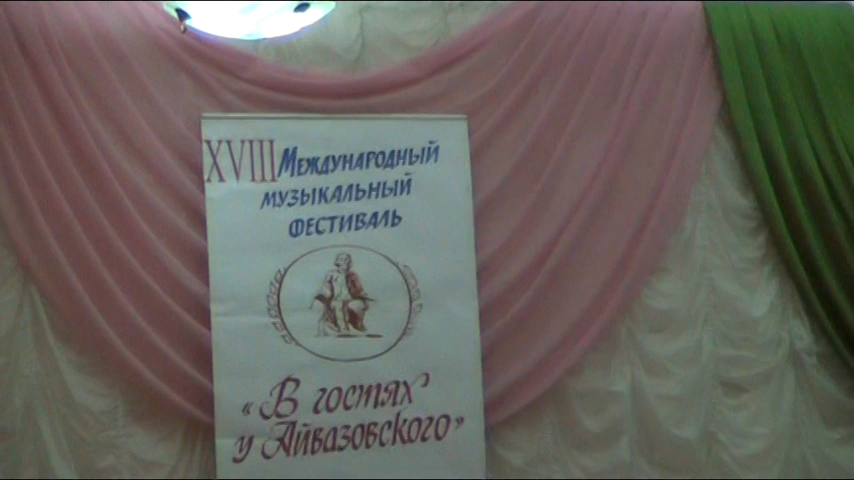 XVIII Международный
музыкальный
фестиваль
«В гостях
у Айвазовского»